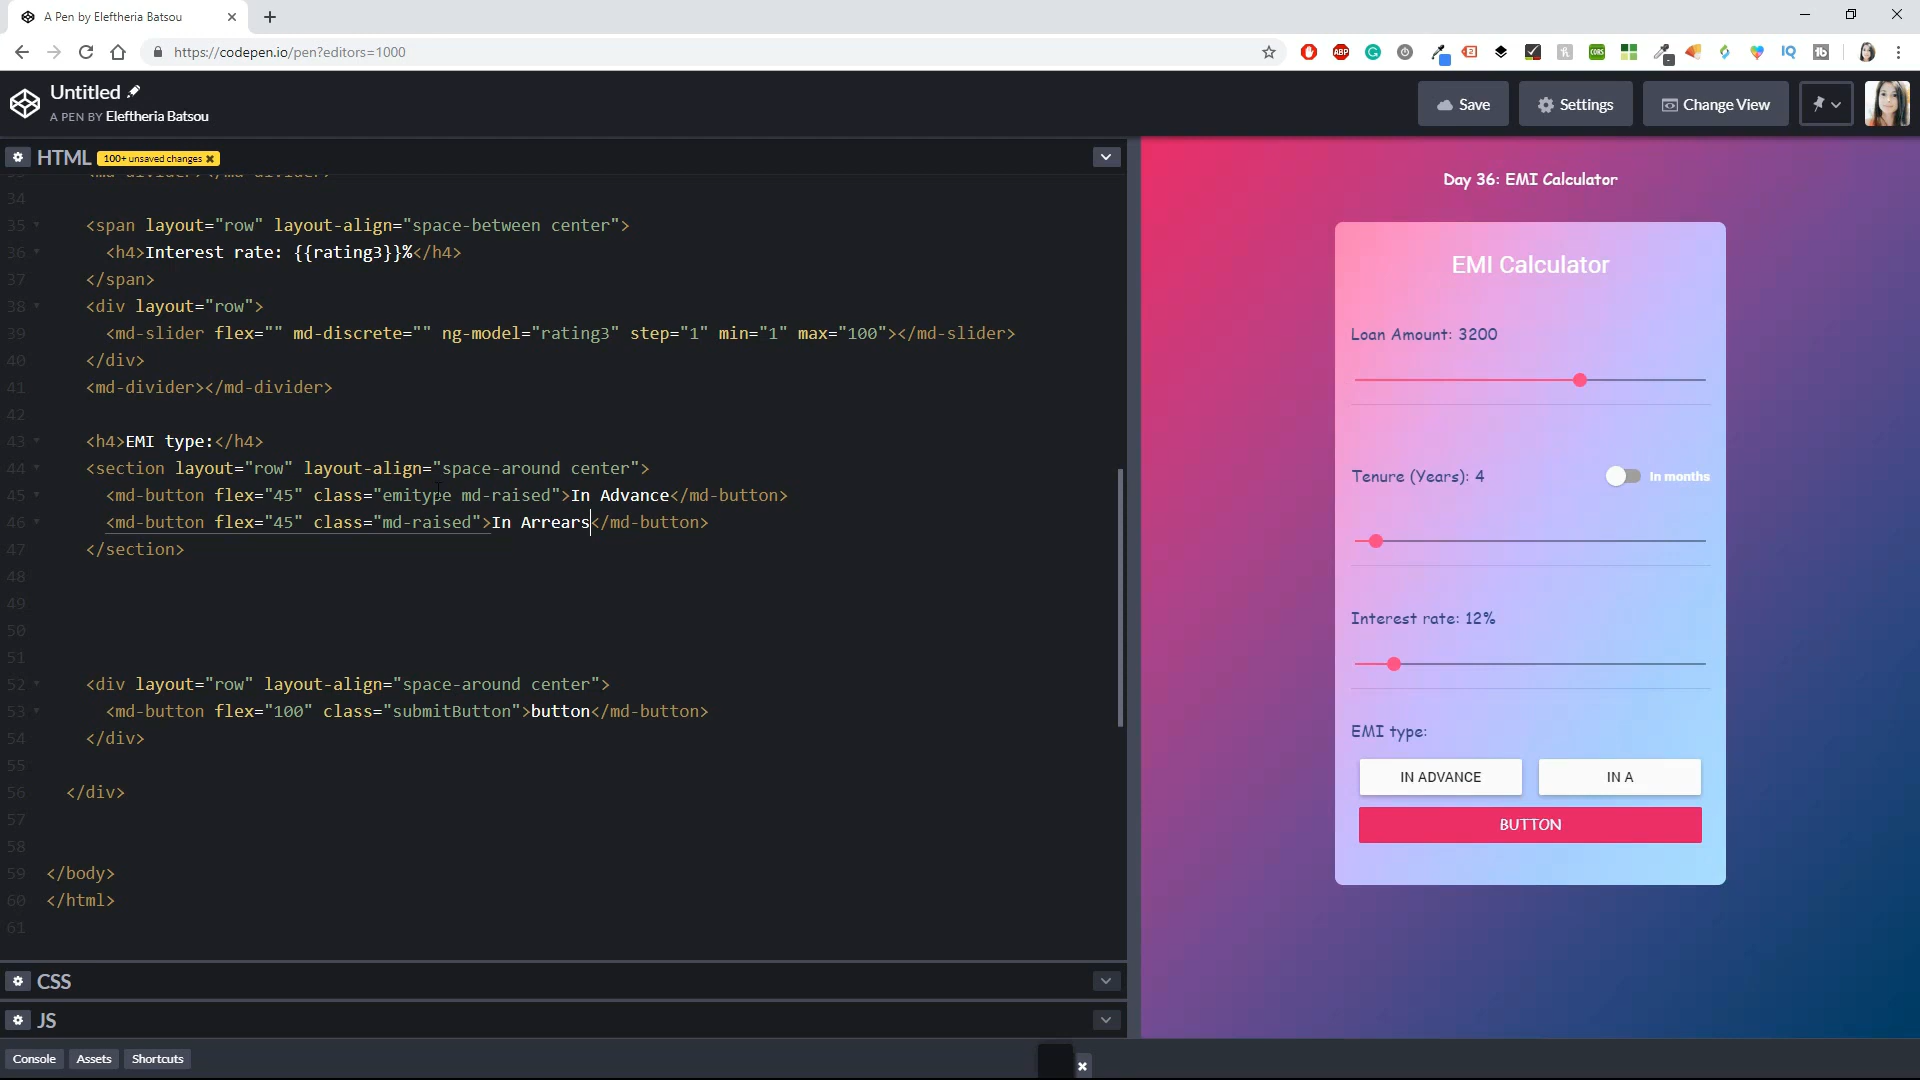 A Pen by Eleftheria Batsou
https://codepen.io/pen?editors=1000
Untitled
A PEN BY Eleftheria Batsou
Save
Settings
Change View
HTML
100+ unsaved changes
33 <md-divider></md-divider>
34
35 <span layout="row" layout-align="space-between center">
36 <h4>Interest rate: {{rating3}}%</h4>
37 </span>
38 <div layout="row">
39 <md-slider flex="" md-discrete="" ng-model="rating3" step="1" min="1" max="100"></md-slider>
40 </div>
41 <md-divider></md-divider>
42
43 <h4>EMI type:</h4>
44 <section layout="row" layout-align="space-around center">
45 <md-button flex="45" class="emitype md-raised">In Advance</md-button>
46 <md-button flex="45" class="md-raised">In Arrears</md-button>
47 </section>
48
49
50
51
52 <div layout="row" layout-align="space-around center">
53 <md-button flex="100" class="submitButton">button</md-button>
54 </div>
55
56 </div>
57
58
59 </body>
60 </html>
61
CSS
JS
Console
Assets
Shortcuts
Day 36: EMI Calculator
EMI Calculator
Loan Amount: 3200
Tenure (Years): 4
In months
Interest rate: 12%
EMI type:
IN ADVANCE
IN A
BUTTON